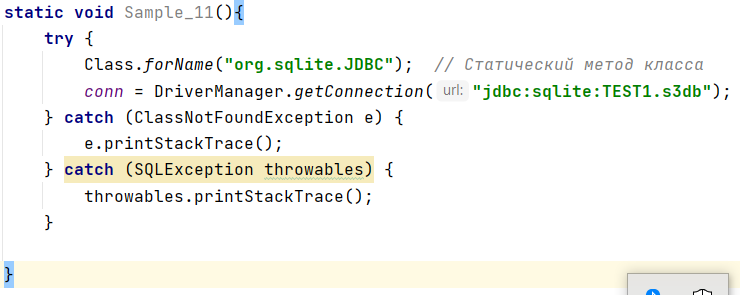 static void Sample_11(){
try {
Class.forName("org.sqlite.JDBC"); // Статический метод класса
conn = DriverManager.getConnection( url: "jdbc:sqlite:TEST1.s3db");
} catch (ClassNotFoundException e) {
e.printStackTrace();
} catch (SQLException throwables) {
throwables.printStackTrace();
}
}